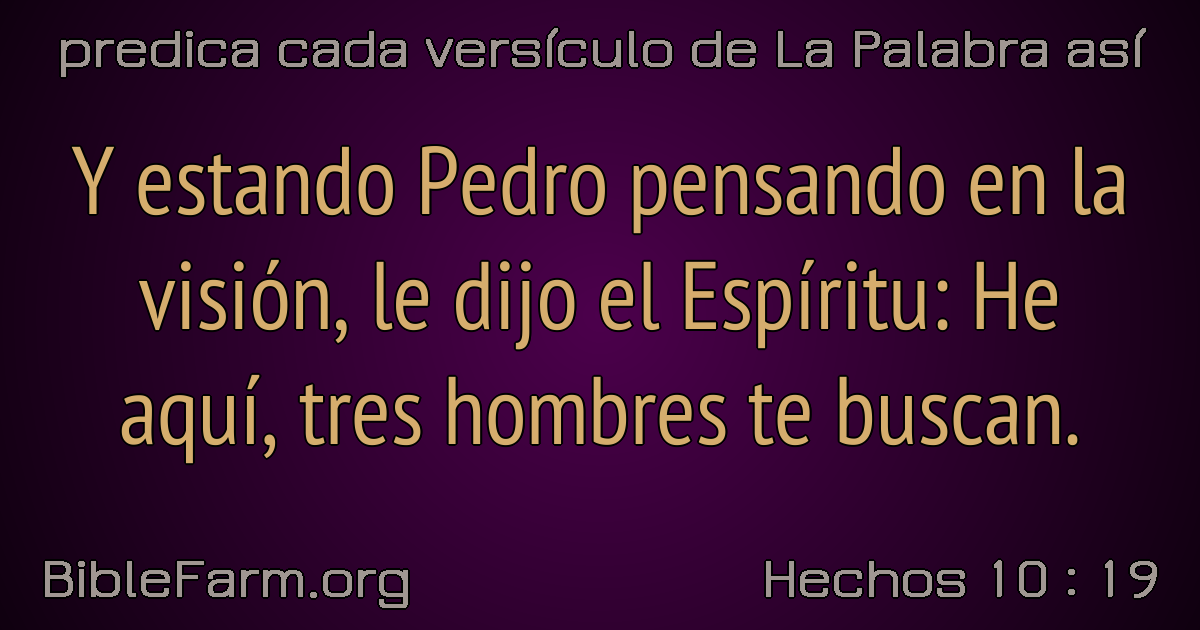 predica cada versículo de La Palabra así
Y estando Pedro pensando en la
visión, le dijo el Espíritu: He
aquí, tres hombres te buscan.
BibleFarm.org
Hechos 10 : 19